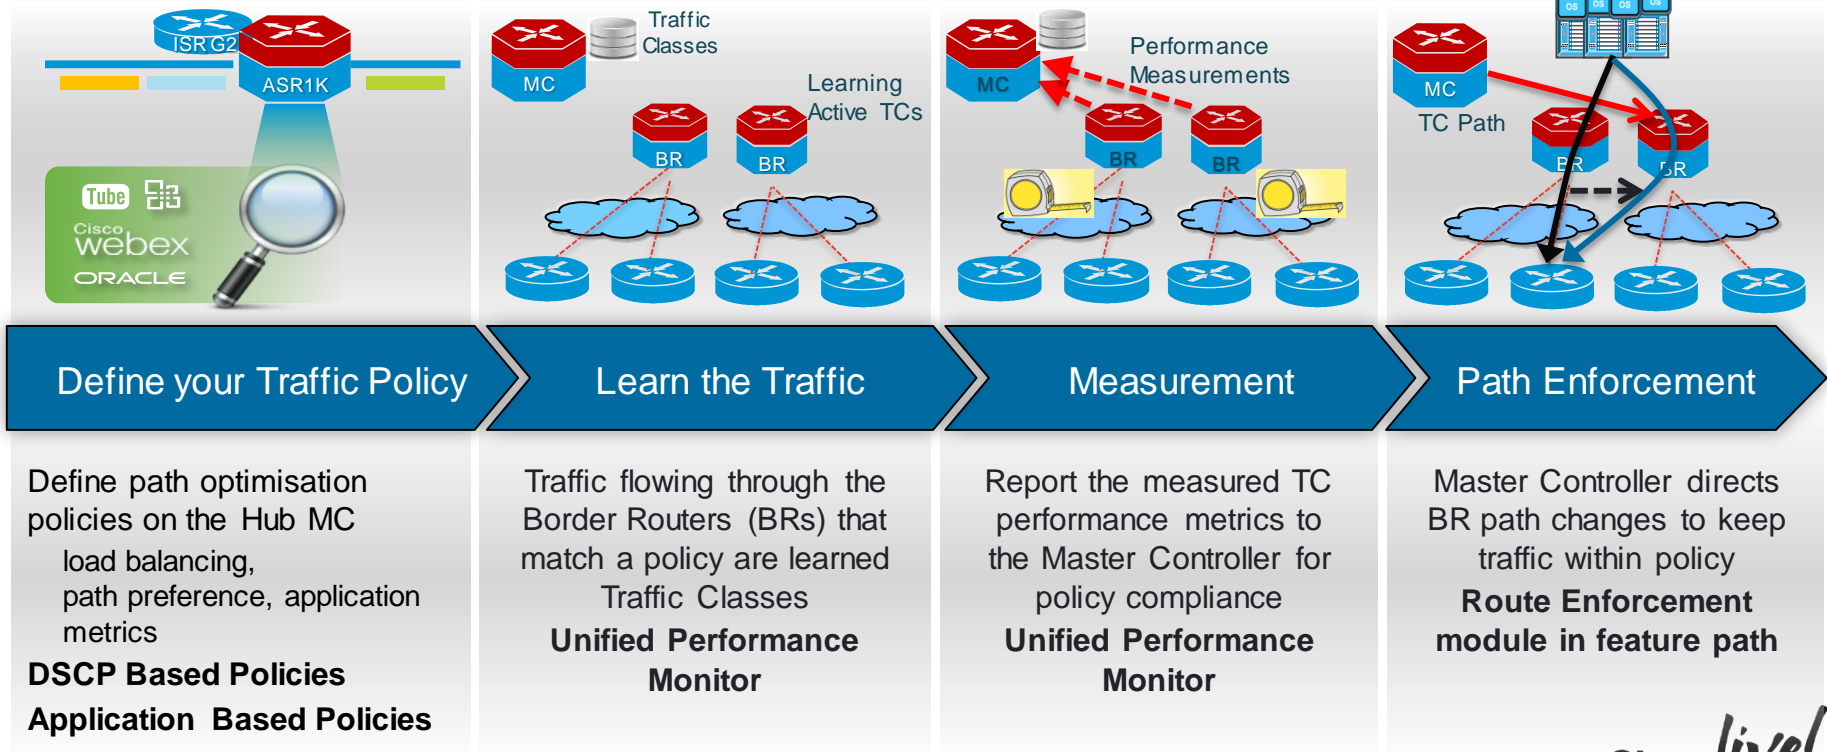 ISR G2
ASR1K
Tube
Cisco
webex
ORACLE
Traffic
Classes
MC
Learning
Active TCs
BR
BR
Performance
Measurements
MC
BR
BR
OS
OS
OS
OS
MC
TC Path
BR
BR
Define your Traffic Policy
Learn the Traffic
Measurement
Path Enforcement
Define path optimisation
policies on the Hub MC
load balancing,
path preference, application
metrics
DSCP Based Policies
Application Based Policies
Traffic flowing through the
Border Routers (BRs) that
match a policy are learned
Traffic Classes
Unified Performance
Monitor
Report the measured TC
performance metrics to
the Master Controller for
policy compliance
Unified Performance
Monitor
Master Controller directs
BR path changes to keep
traffic within policy
Route Enforcement
module in feature path
live!